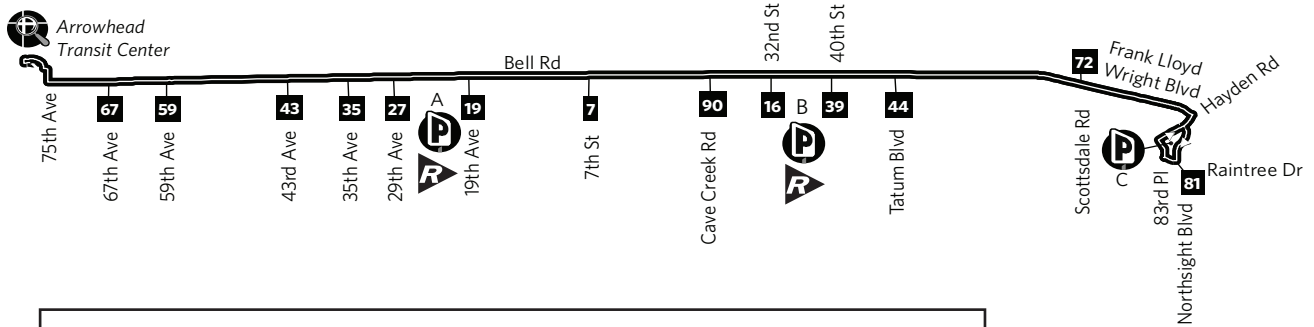 Arrowhead
Transit Center
32nd St
40th St
Bell Rd
72
Frank Lloyd
Wright Blvd
Hayden Rd
75th Ave
67
67th Ave
59
59th Ave
43
43rd Ave
35
35th Ave
27
29th Ave
A
P
R
19
19th Ave
7
7th St
90
Cave Creek Rd
16
B
P
R
39
44
Tatum Blvd
Scottsdale Rd
P
C
83rd Pl
81
Raintree Dr
Northsight Blvd